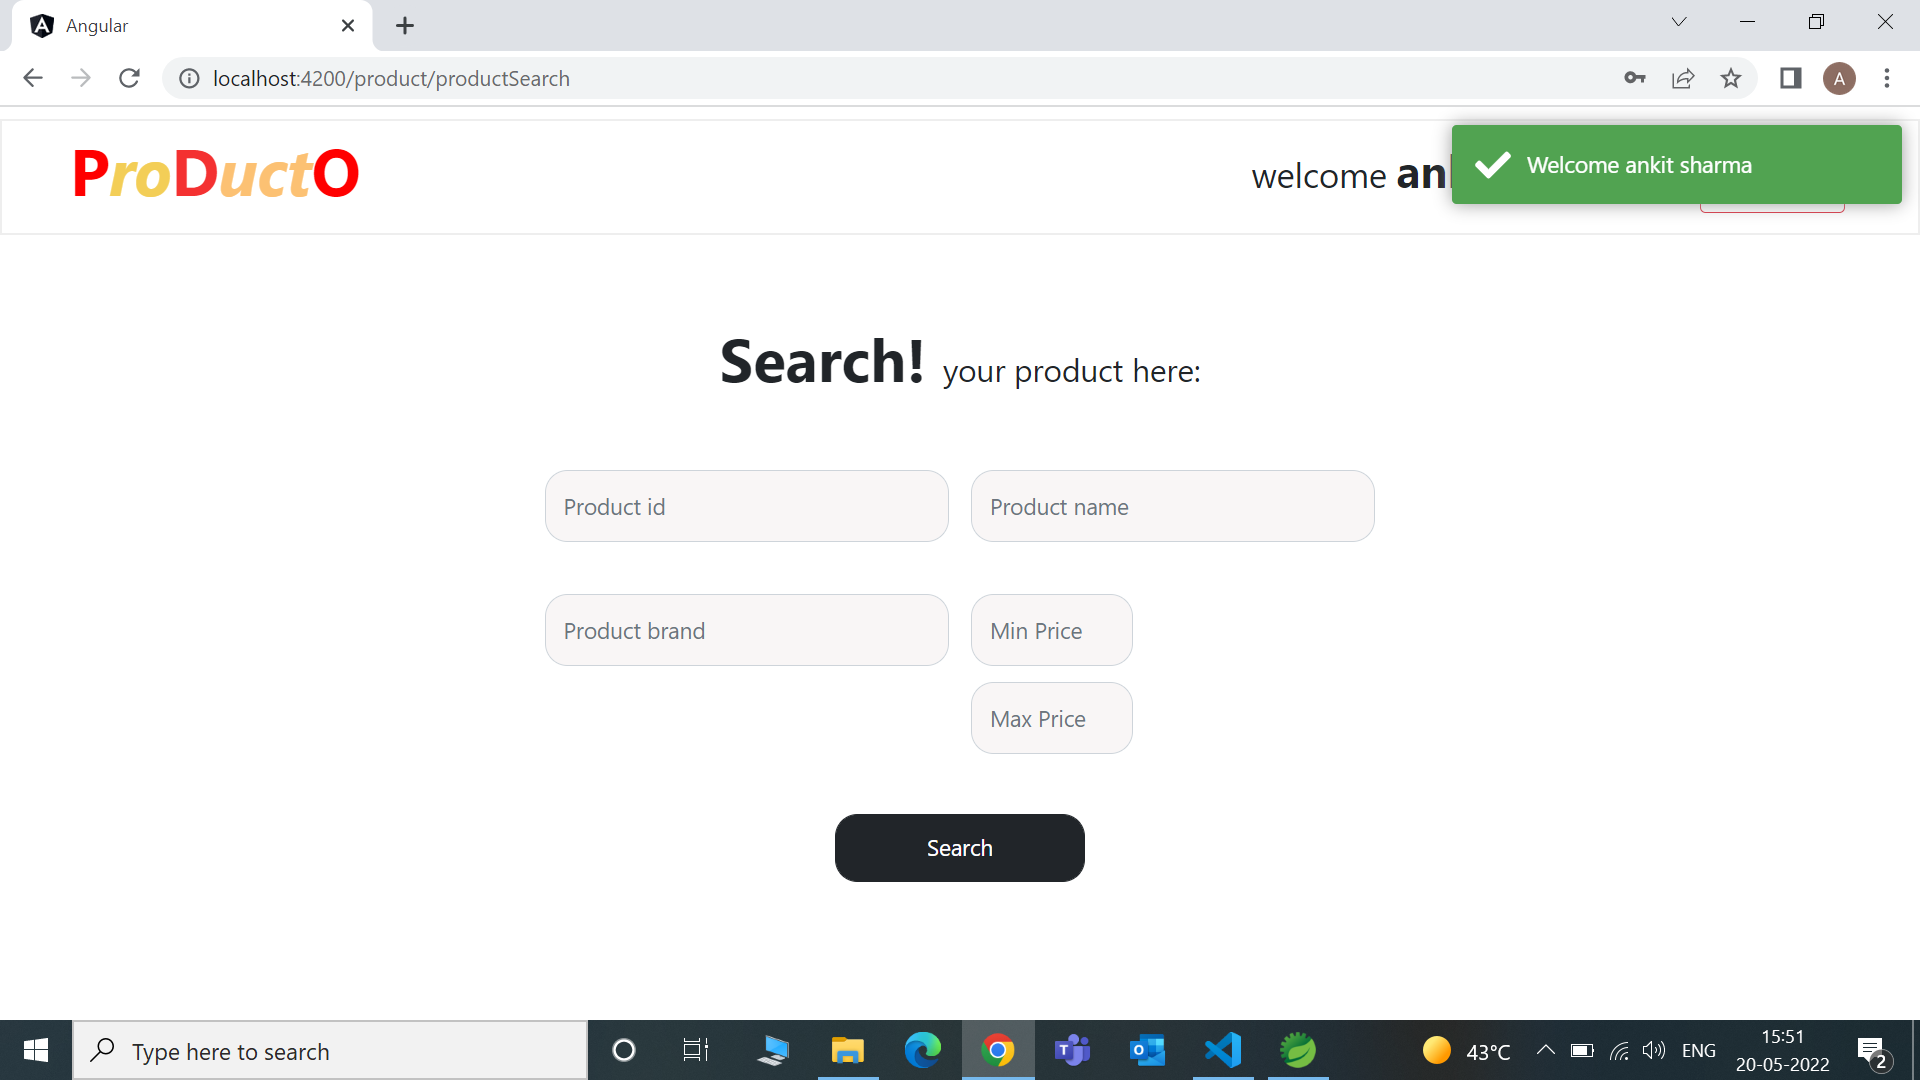 Angular
localhost:4200/product/productSearch
A
ProDuctO
welcome
Welcome ankit sharma
Search! your product here:
Product id
Product name
Product brand
Min Price
Max Price
Search
Type here to search
43°C
ENG
15:51
20-05-2022
2